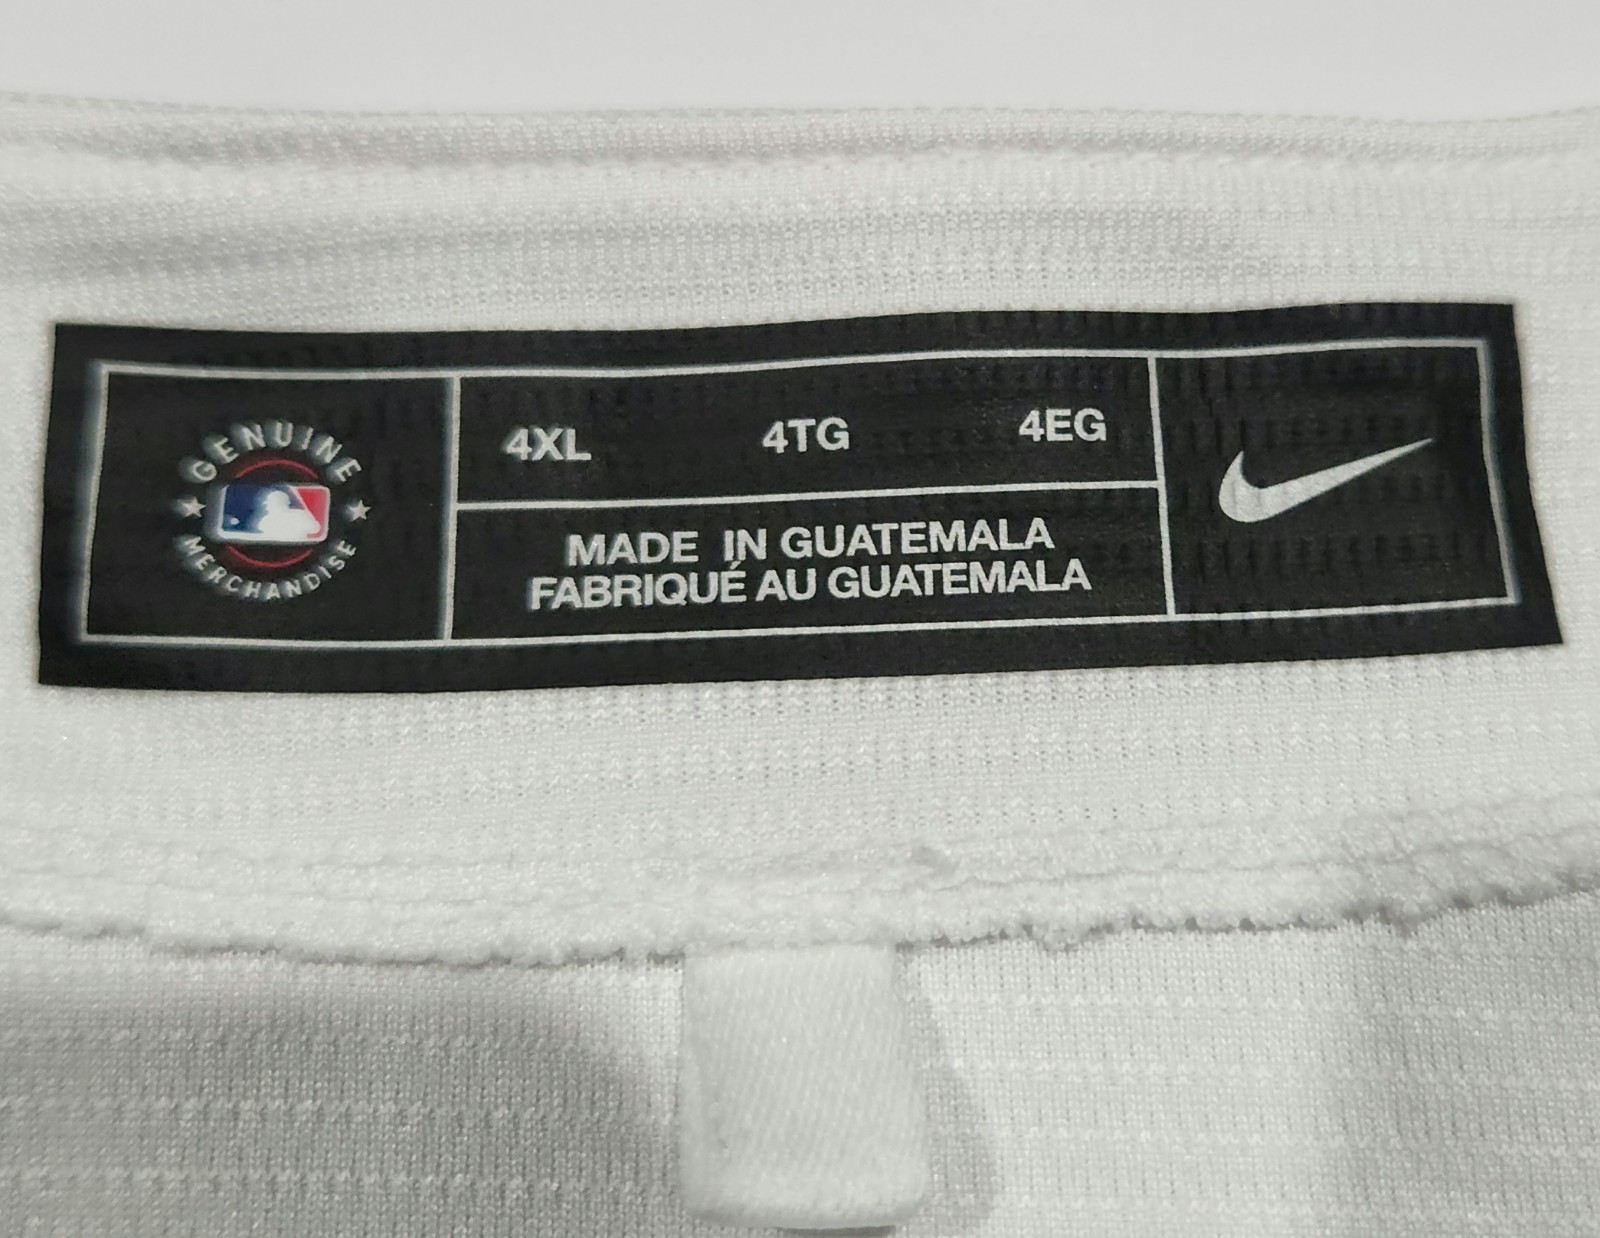 GENUINE
MERCHANDISE
4XL 4TG 4EG
MADE IN GUATEMALA
FABRIQUÉ AU GUATEMALA